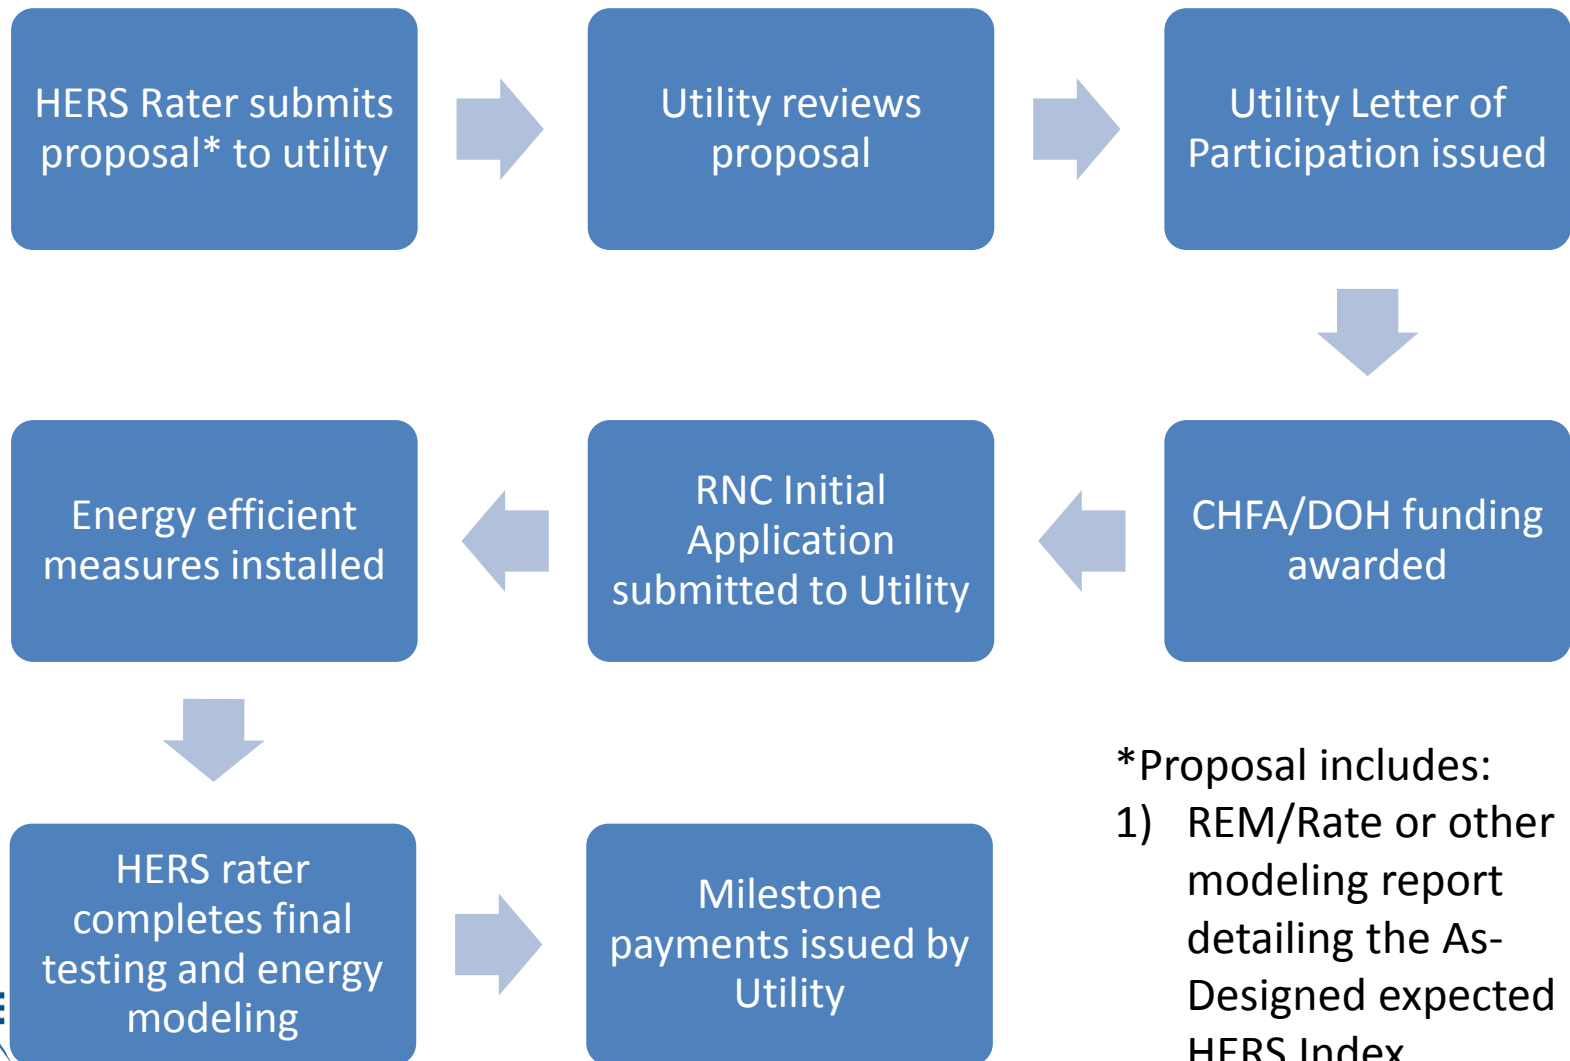 HERS Rater submits
proposal* to utility
Utility reviews
proposal
Utility Letter of
Participation issued
CHFA/DOH funding
awarded
RNC Initial
Application
submitted to Utility
Energy efficient
measures installed
HERS rater
completes final
testing and energy
modeling
Milestone
payments issued by
Utility
*Proposal includes:
1) REM/Rate or other
modeling report
detailing the As-
Designed expected
HERS Index